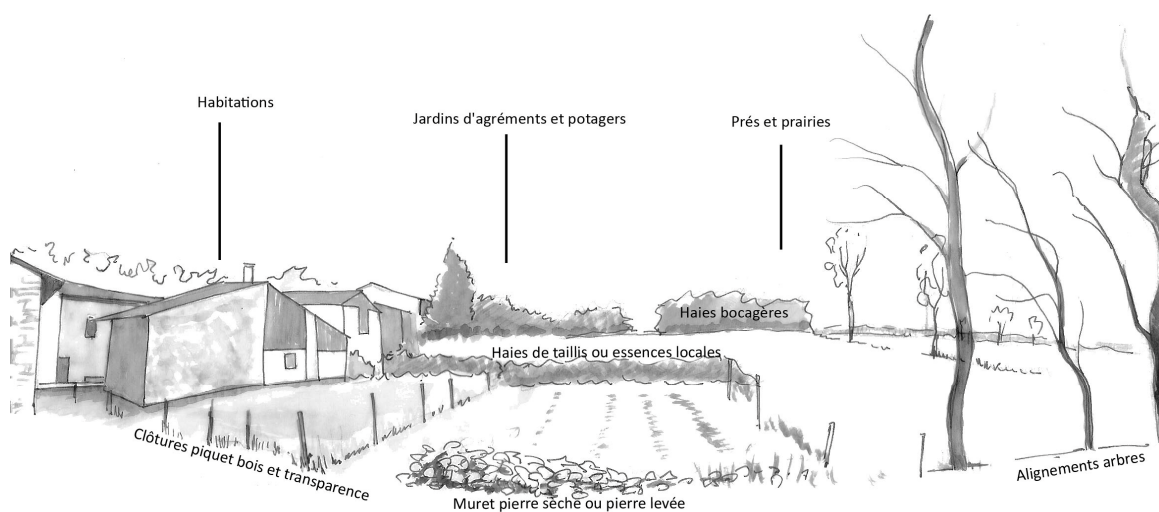 Habitations
Jardins d'agréments et potagers
Prés et prairies
Haies bocagères
Haies de taillis ou essences locales
Clôtures piquet bois et transparence
Alignements arbres
Muret pierre sèche ou pierre levée